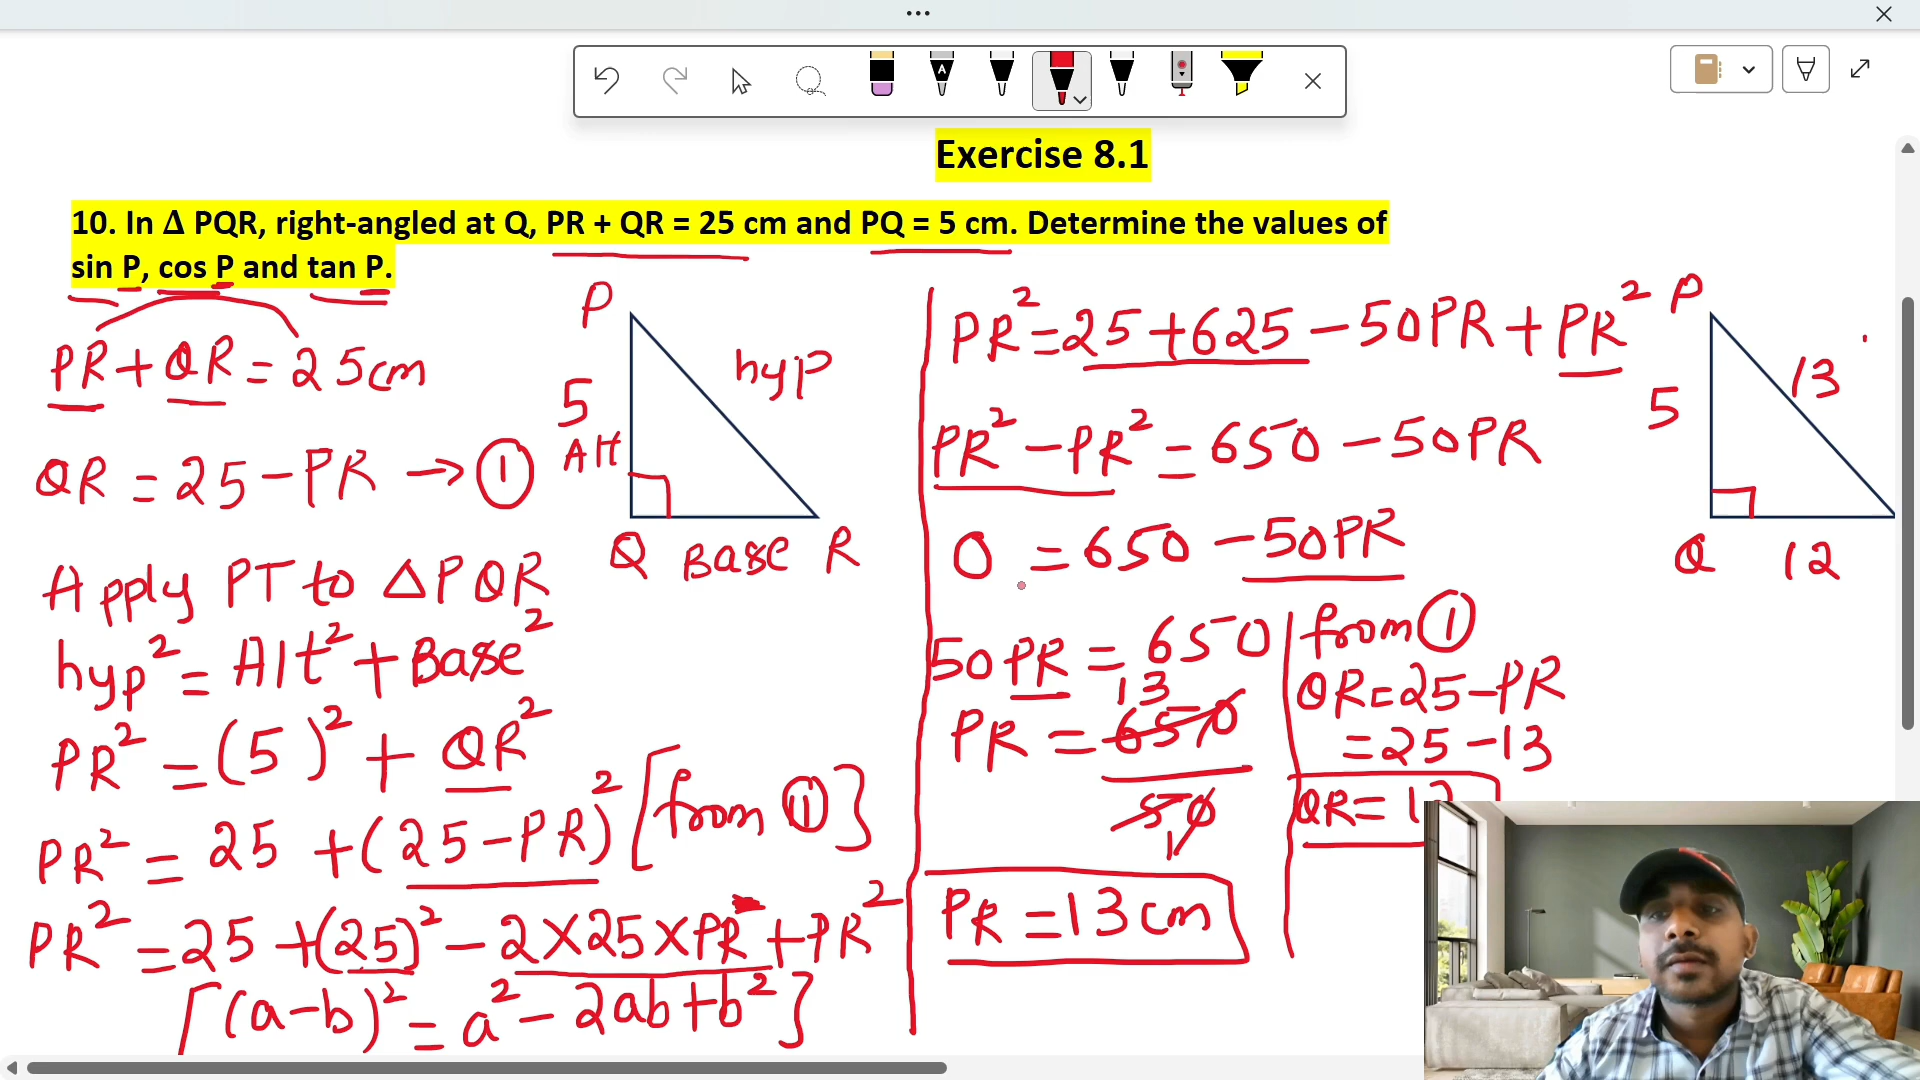 Exercise 8.1
10. In Δ PQR, right-angled at Q, PR + QR = 25 cm and PQ = 5 cm. Determine the values of
sin P, cos P and tan P.
PR + QR = 25cm
QR = 25 - PR → ①
Apply PT to △PQR
hyp² = Alt² + Base²
PR² = (5)² + QR²
PR² = 25 + (25 - PR)² [from ①]
PR² = 25 + (25)² - 2×25×PR + PR²
[(a-b)² = a² - 2ab + b²]
P
hyp
5
Alt
Q Base R
PR² = 25 + 625 - 50PR + PR²
PR² - PR² = 650 - 50PR
0 = 650 - 50PR
50PR = 650
13
PR = 650
50
1
PR = 13cm
from ①
QR = 25 - PR
= 25 - 13
QR = 12
P
13
5
Q 12
A